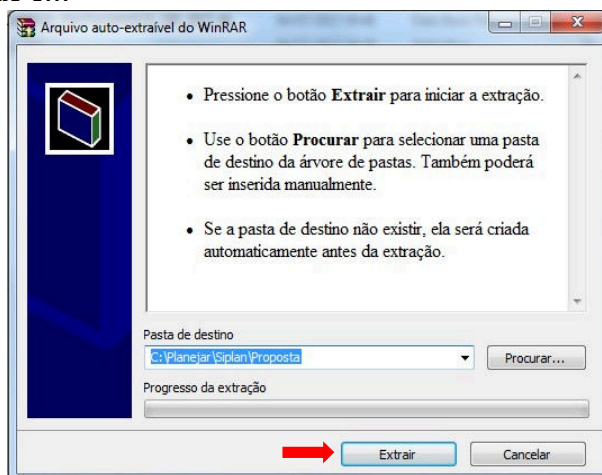 Arquivo auto-extraível do WinRAR
• Pressione o botão Extrair para iniciar a extração.
• Use o botão Procurar para selecionar uma pasta
de destino da árvore de pastas. Também poderá
ser inserida manualmente.
• Se a pasta de destino não existir, ela será criada
automaticamente antes da extração.
Pasta de destino
C:\Planejar\Siplan\Proposta
Procurar...
Progresso da extração
Extrair
Cancelar